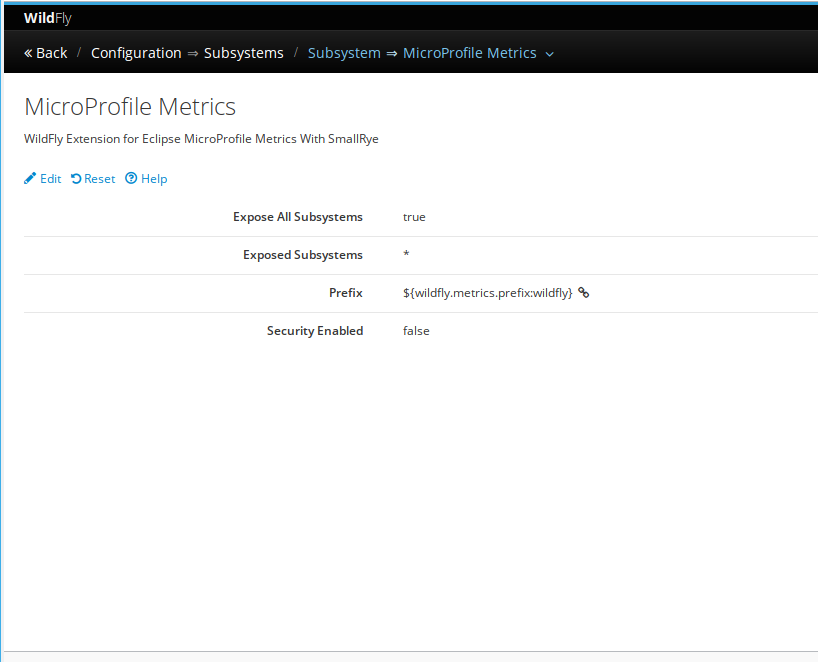 WildFly
« Back / Configuration ⇒ Subsystems / Subsystem ⇒ MicroProfile Metrics
MicroProfile Metrics
WildFly Extension for Eclipse MicroProfile Metrics With SmallRye
Edit Reset Help
Expose All Subsystems true
Exposed Subsystems *
Prefix ${wildfly.metrics.prefix:wildfly}
Security Enabled false